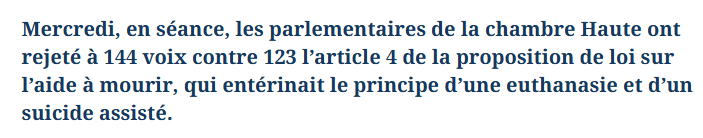 Mercredi, en séance, les parlementaires de la chambre Haute ont
rejeté à 144 voix contre 123 l’article 4 de la proposition de loi sur
l’aide à mourir, qui entérinait le principe d’une euthanasie et d’un
suicide assisté.